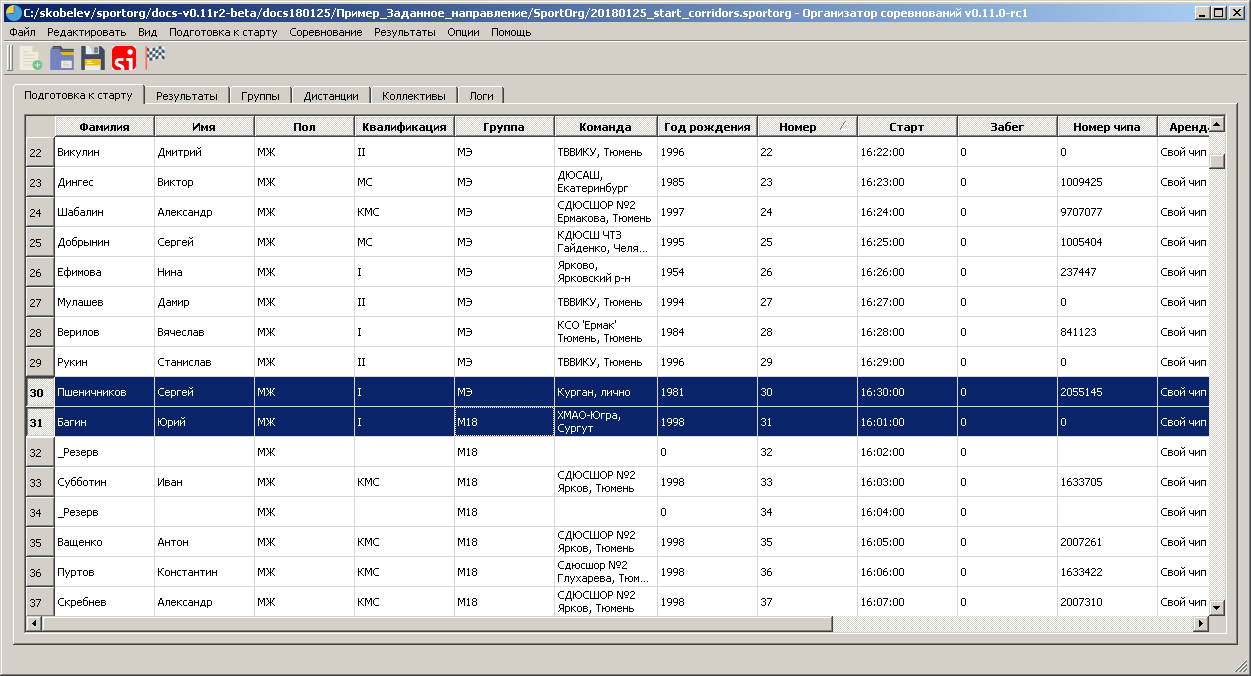 C:/skobelev/sportorg/docs-v0.11r2-beta/docs180125/Пример_Заданное_направление/SportOrg/20180125_start_corridors.sportorg - Организатор соревнований v0.11.0-rc1
Файл Редактировать Вид Подготовка к старту Соревнование Результаты Опции Помощь
si
Подготовка к старту Результаты Группы Дистанции Коллективы Логи
Фамилия Имя Пол Квалификация Группа Команда Год рождения Номер Старт Забег Номер чипа Аренд.
22 Викулин Дмитрий МЖ II МЭ ТВВИКУ, Тюмень 1996 22 16:22:00 0 0 Свой чип
23 Дингес Виктор МЖ МС МЭ ДЮСАШ, Екатеринбург 1985 23 16:23:00 0 1009425 Свой чип
24 Шабалин Александр МЖ КМС МЭ СДЮСШОР №2 Ермакова, Тюмень 1997 24 16:24:00 0 9707077 Свой чип
25 Добрынин Сергей МЖ МС МЭ КДЮСШ ЧТЗ Гайденко, Челя... 1995 25 16:25:00 0 1005404 Свой чип
26 Ефимова Нина МЖ I МЭ Ярково, Ярковский р-н 1954 26 16:26:00 0 237447 Свой чип
27 Мулашев Дамир МЖ II МЭ ТВВИКУ, Тюмень 1994 27 16:27:00 0 0 Свой чип
28 Верилов Вячеслав МЖ I МЭ КСО 'Ермак' Тюмень, Тюмень 1984 28 16:28:00 0 841123 Свой чип
29 Рукин Станислав МЖ II МЭ ТВВИКУ, Тюмень 1996 29 16:29:00 0 0 Свой чип
30 Пшеничников Сергей МЖ I МЭ Курган, лично 1981 30 16:30:00 0 2055145 Свой чип
31 Багин Юрий МЖ I М18 ХМАО-Югра, Сургут 1998 31 16:01:00 0 0 Свой чип
32 _Резерв МЖ М18 0 32 16:02:00 0 0 Свой чип
33 Субботин Иван МЖ КМС М18 СДЮСШОР №2 Ярков, Тюмень 1998 33 16:03:00 0 1633705 Свой чип
34 _Резерв МЖ М18 0 34 16:04:00 0 0 Свой чип
35 Ващенко Антон МЖ КМС М18 СДЮСШОР №2 Ярков, Тюмень 1998 35 16:05:00 0 2007261 Свой чип
36 Пуртов Константин МЖ КМС М18 Сдюсшор №2 Глухарева, Тюм... 1998 36 16:06:00 0 1633422 Свой чип
37 Скребнев Александр МЖ КМС М18 СДЮСШОР №2 Ярков, Тюмень 1998 37 16:07:00 0 2007310 Свой чип